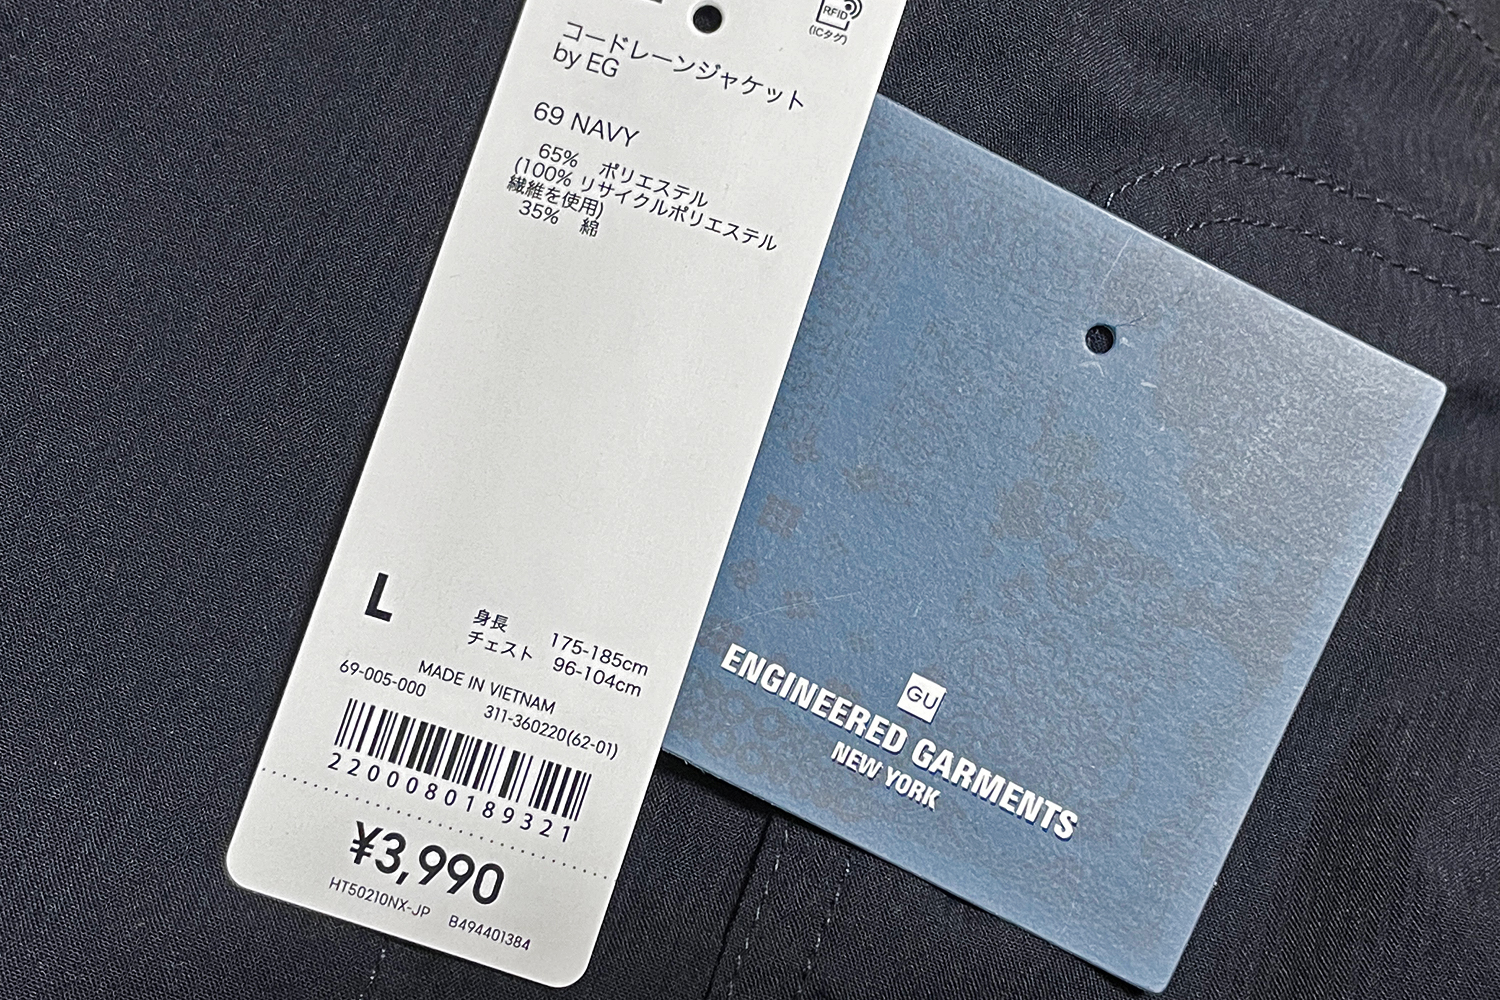 RFID
(ICタグ)
コードレーンジャケット
by EG
69 NAVY
65% ポリエステル
(100% リサイクルポリエステル
繊維を使用)
35% 綿
L
身長 175-185cm
チェスト 96-104cm
MADE IN VIETNAM
69-005-000
311-360220(62-01)
2200080189321
¥3,990
HT50210NX-JP B494401384
GU
ENGINEERED GARMENTS
NEW YORK